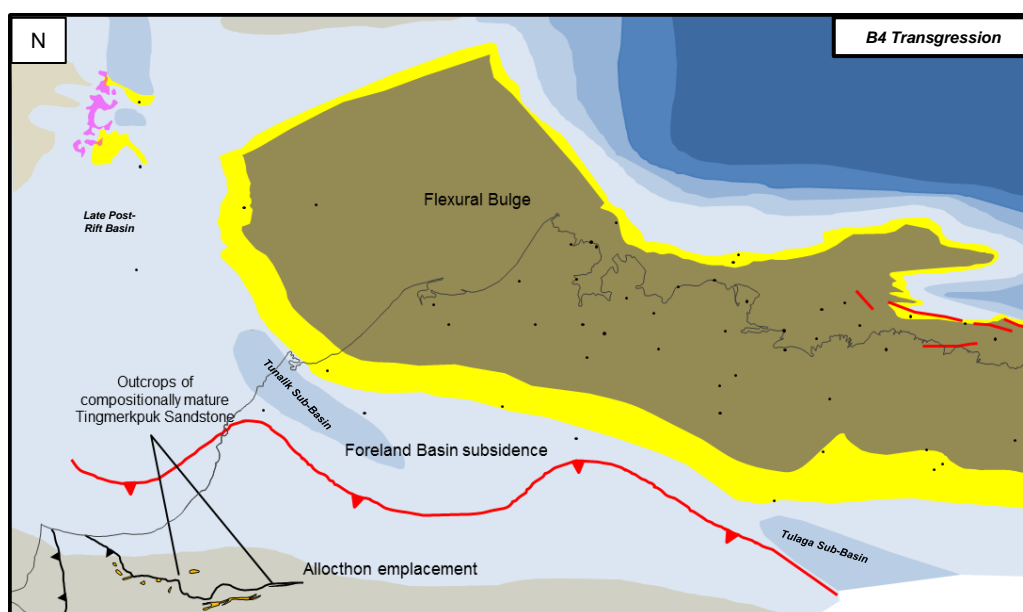 N
B4 Transgression
Flexural Bulge
Late Post-
Rift Basin
Tunalik Sub-Basin
Outcrops of
compositionally mature
Tingmerkpuk Sandstone
Foreland Basin subsidence
Tulaga Sub-Basin
Allocthon emplacement